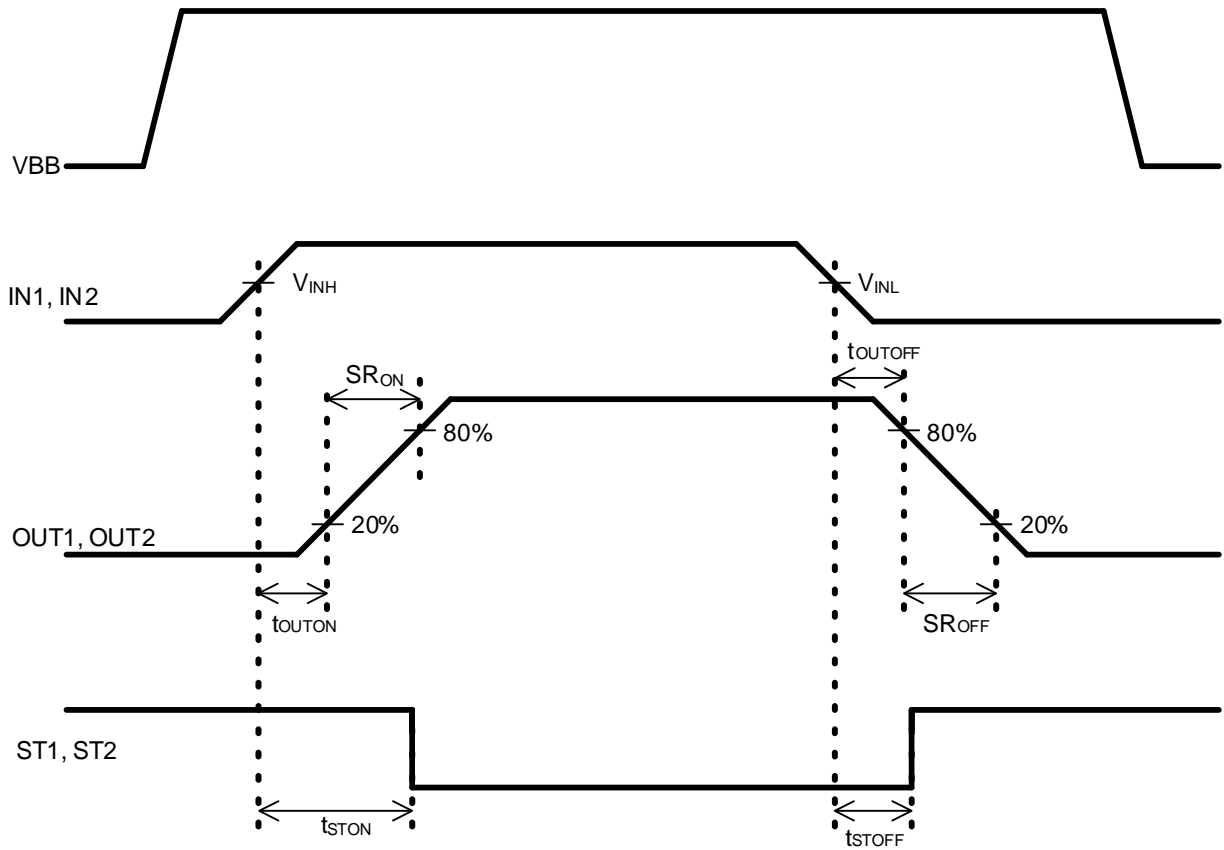 VBB
IN1, IN2
VINH
VINL
tOUTOFF
SRON
80%
80%
20%
20%
OUT1, OUT2
tOUTON
SROFF
ST1, ST2
tSTON
tSTOFF